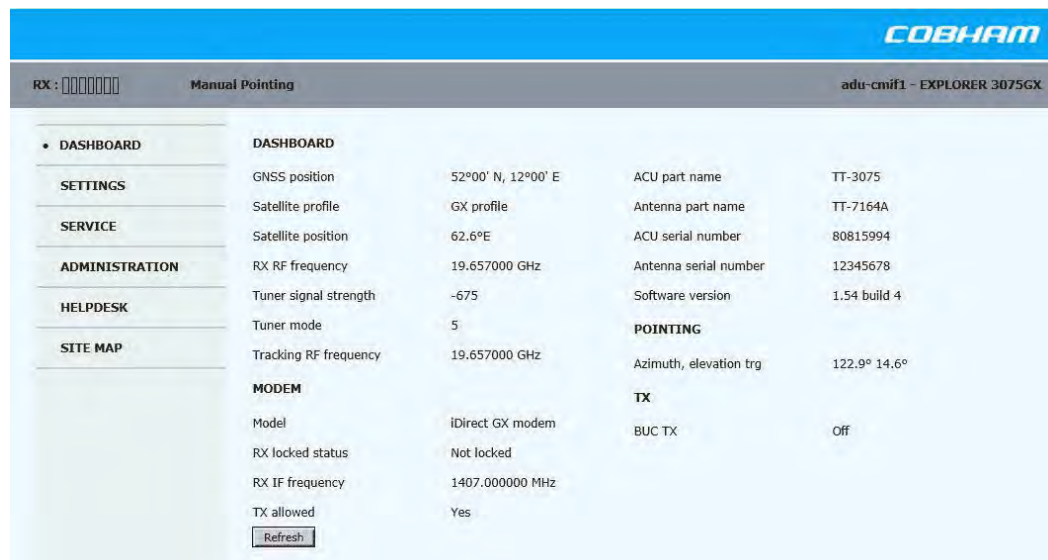 COBHAM
RX :
Manual Pointing
adu-cmif1 - EXPLORER 3075GX
• DASHBOARD
SETTINGS
SERVICE
ADMINISTRATION
HELPDESK
SITE MAP
DASHBOARD
GNSS position 52°00' N, 12°00' E
Satellite profile GX profile
Satellite position 62.6°E
RX RF frequency 19.657000 GHz
Tuner signal strength -675
Tuner mode 5
Tracking RF frequency 19.657000 GHz
MODEM
Model iDirect GX modem
RX locked status Not locked
RX IF frequency 1407.000000 MHz
TX allowed Yes
Refresh
ACU part name TT-3075
Antenna part name TT-7164A
ACU serial number 80815994
Antenna serial number 12345678
Software version 1.54 build 4
POINTING
Azimuth, elevation trg 122.9° 14.6°
TX
BUC TX Off